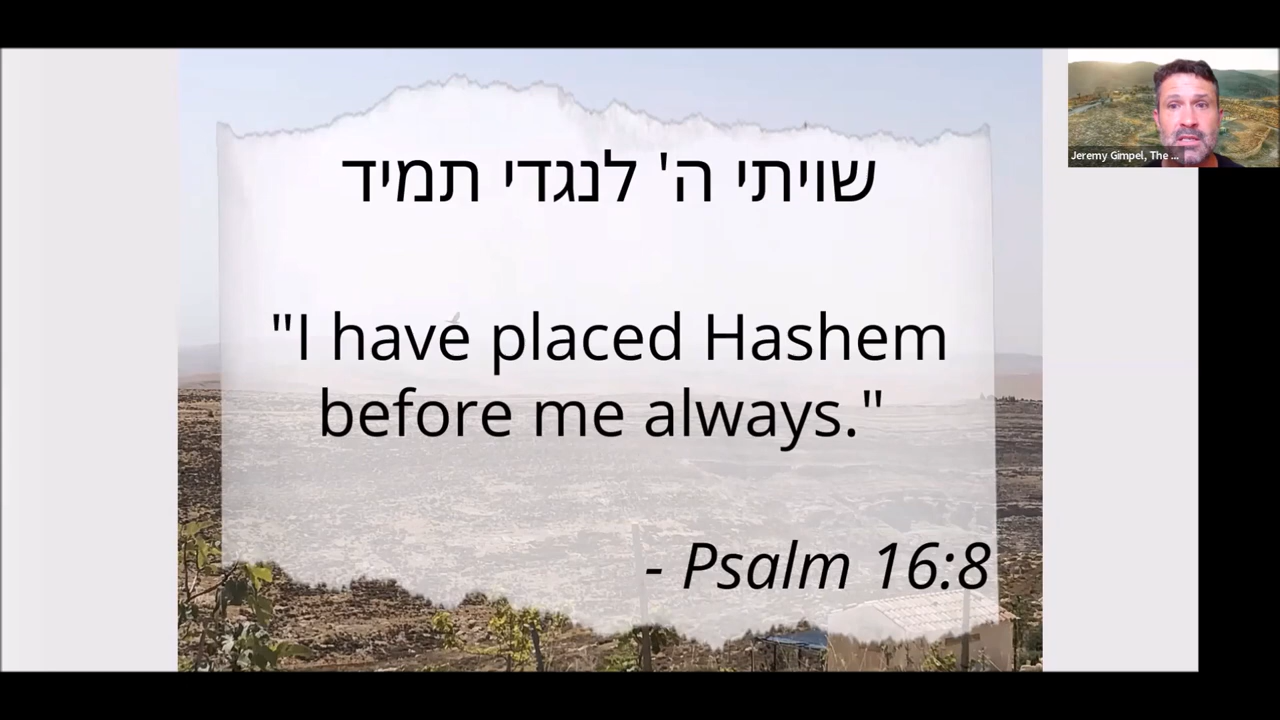 שויתי ה' לנגדי תמיד
"I have placed Hashem
before me always."
- Psalm 16:8
Jeremy Gimpel, The ...